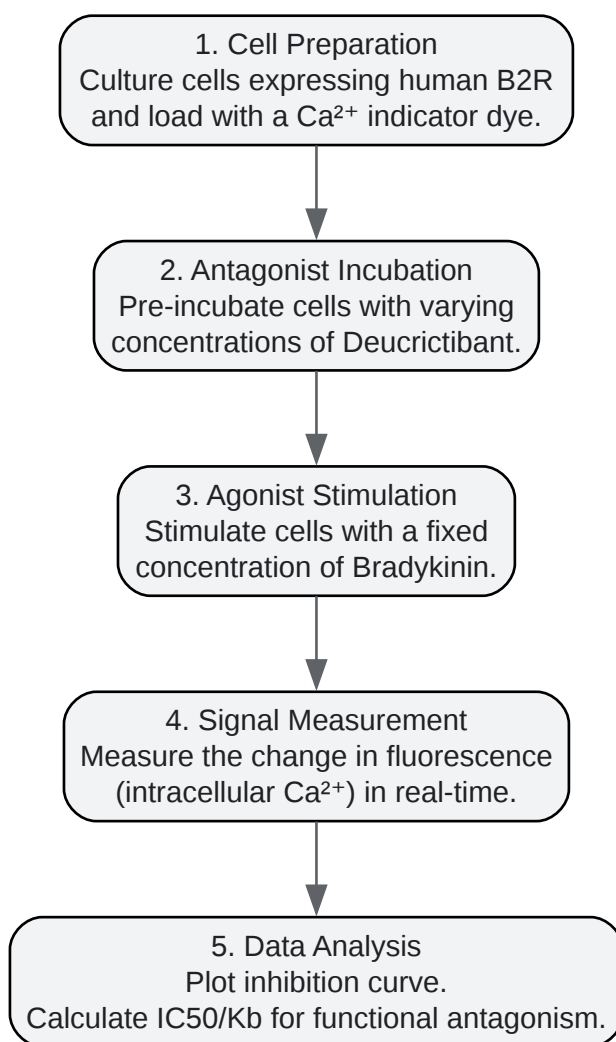 1. Cell Preparation
Culture cells expressing human B2R
and load with a Ca²⁺ indicator dye.
2. Antagonist Incubation
Pre-incubate cells with varying
concentrations of Deucrictibant.
3. Agonist Stimulation
Stimulate cells with a fixed
concentration of Bradykinin.
4. Signal Measurement
Measure the change in fluorescence
(intracellular Ca²⁺) in real-time.
5. Data Analysis
Plot inhibition curve.
Calculate IC50/Kb for functional antagonism.